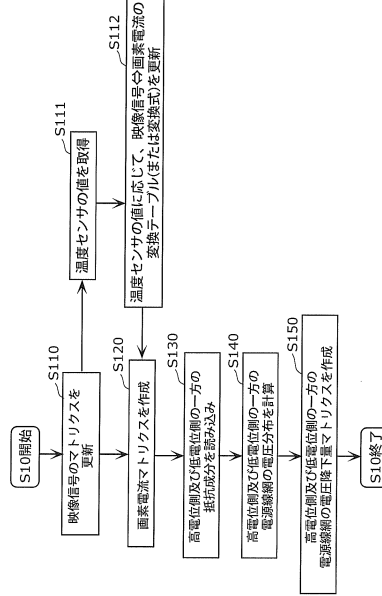 S10開始
S110
映像信号のマトリクスを
更新
S111
温度センサの値を取得
S112
温度センサの値に応じて、映像信号⇔画素電流の
変換テーブル(または変換式)を更新
S120
画素電流マトリクスを作成
S130
高電位側及び低電位側の一方の
抵抗成分を読み込み
S140
高電位側及び低電位側の一方の
電源線網の電圧分布を計算
S150
高電位側及び低電位側の一方の
電源線網の電圧降下量マトリクスを作成
S10終了